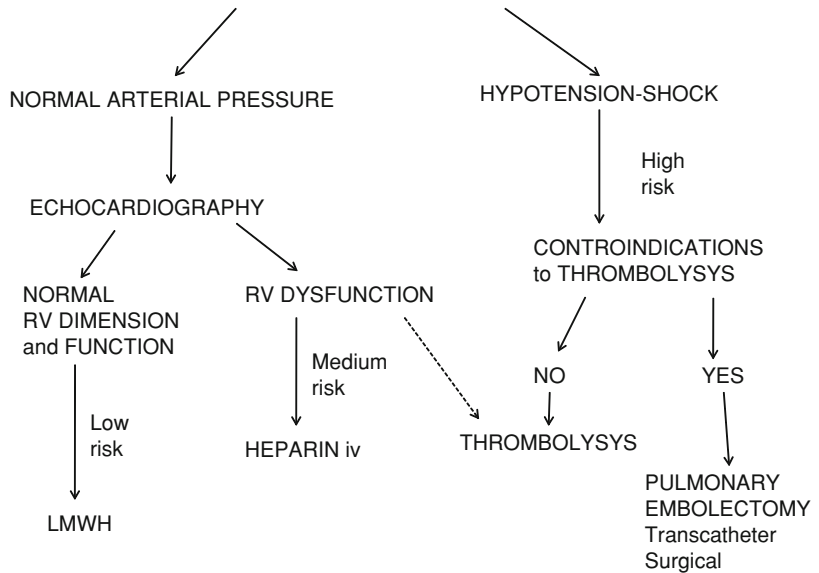 NORMAL ARTERIAL PRESSURE
HYPOTENSION-SHOCK
High
risk
ECHOCARDIOGRAPHY
CONTROINDICATIONS
to THROMBOLYSYS
NORMAL
RV DIMENSION
and FUNCTION
RV DYSFUNCTION
Medium
risk
NO
YES
Low
risk
HEPARIN iv
THROMBOLYSYS
LMWH
PULMONARY
EMBOLECTOMY
Transcatheter
Surgical